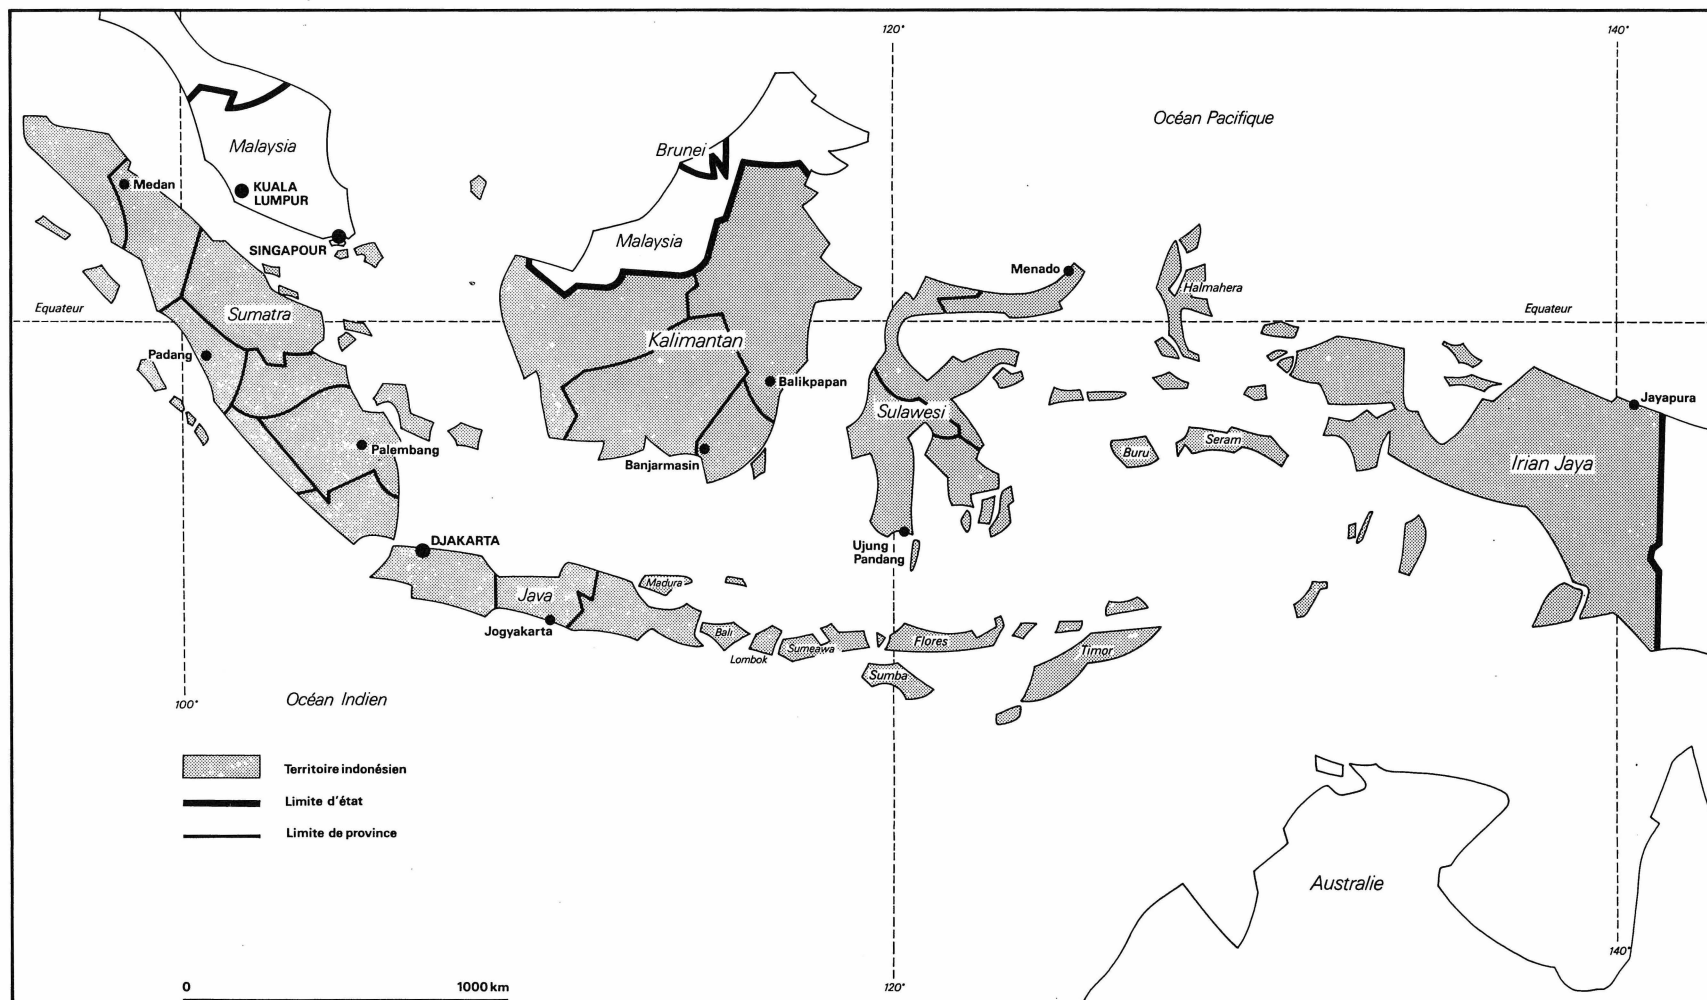 120°
140°
Océan Pacifique
Malaysia
Brunei
Medan
KUALA
LUMPUR
SINGAPOUR
Malaysia
Menado
Halmahera
Equateur
Sumatra
Equateur
Kalimantan
Padang
Balikpapan
Jayapura
Sulawesi
Palembang
Banjarmasin
Buru
Seram
Irian Jaya
DJAKARTA
Ujung
Pandang
Java
Madura
Jogyakarta
Bali
Lombok
Sumeawa
Flores
Timor
Sumba
100°
Océan Indien
Territoire indonésien
Limite d'état
Limite de province
Australie
140°
0
1000 km
120°